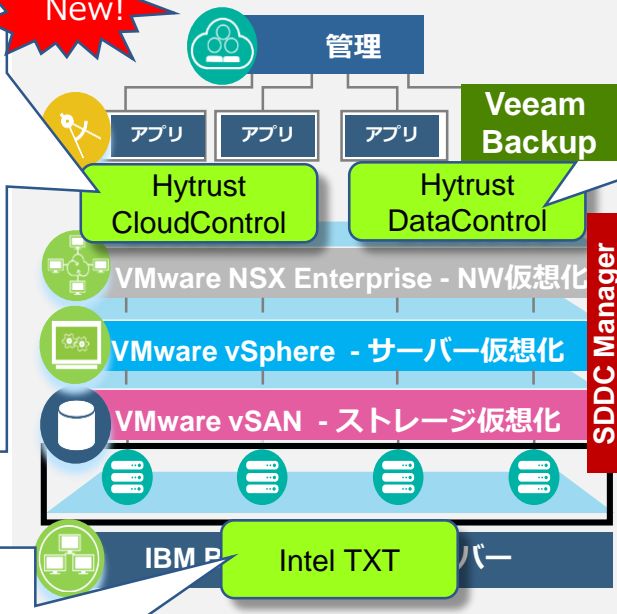 New!
管理
アプリ
アプリ
アプリ
Veeam
Backup
Hytrust
CloudControl
Hytrust
DataControl
VMware NSX Enterprise - NW仮想化
VMware vSphere - サーバー仮想化
VMware vSAN - ストレージ仮想化
SDDC Manager
IBM
Intel TXT
バー